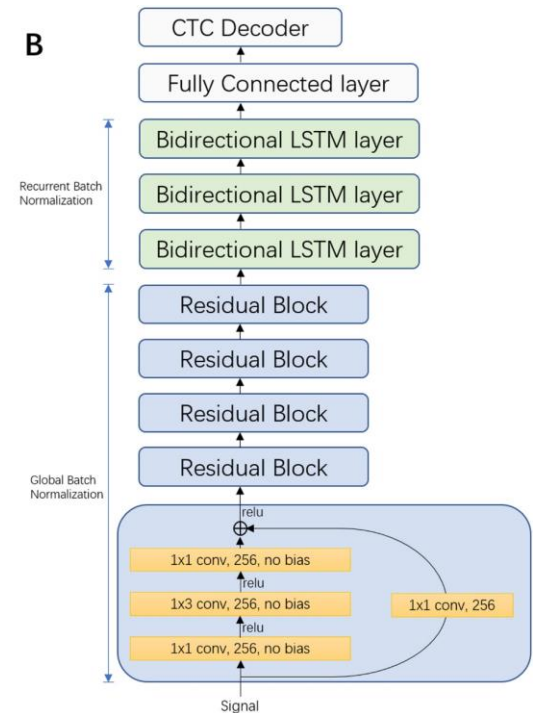 B
CTC Decoder
Fully Connected layer
Bidirectional LSTM layer
Bidirectional LSTM layer
Bidirectional LSTM layer
Recurrent Batch
Normalization
Residual Block
Residual Block
Residual Block
Residual Block
Global Batch
Normalization
relu
1x1 conv, 256, no bias
relu
1x3 conv, 256, no bias
relu
1x1 conv, 256, no bias
1x1 conv, 256
Signal